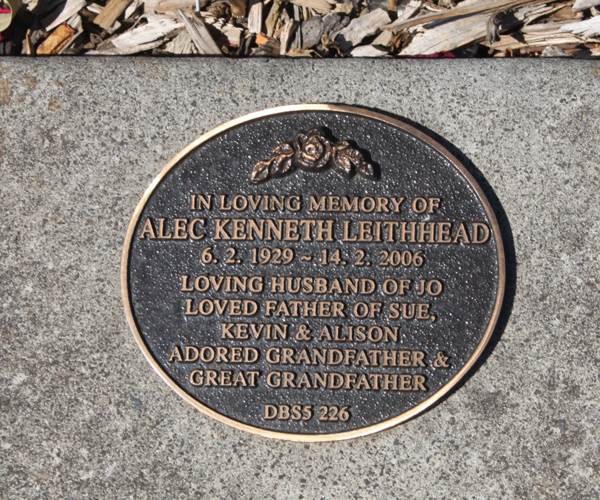 IN LOVING MEMORY OF
ALEC KENNETH LEITHHEAD
6. 2. 1929 ~ 14. 2. 2006
LOVING HUSBAND OF JO
LOVED FATHER OF SUE,
KEVIN & ALISON
ADORED GRANDFATHER &
GREAT GRANDFATHER
DBS5 226